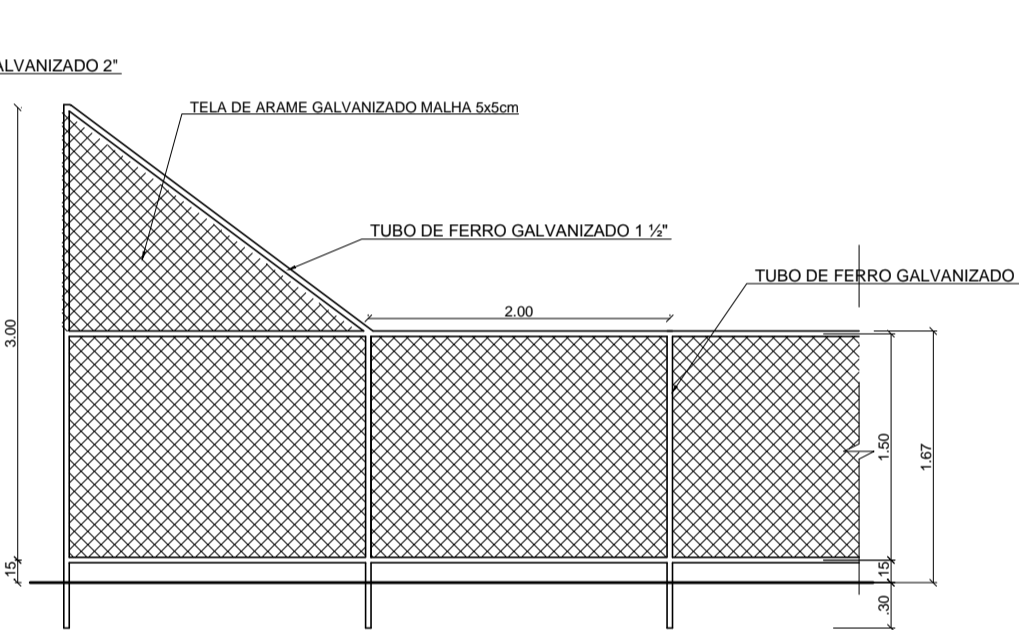 ALVANIZADO 2"
TELA DE ARAME GALVANIZADO MALHA 5x5cm
TUBO DE FERRO GALVANIZADO 1 ½"
TUBO DE FERRO GALVANIZADO
2.00
3.00
.15
1.50
1.67
.15
.30